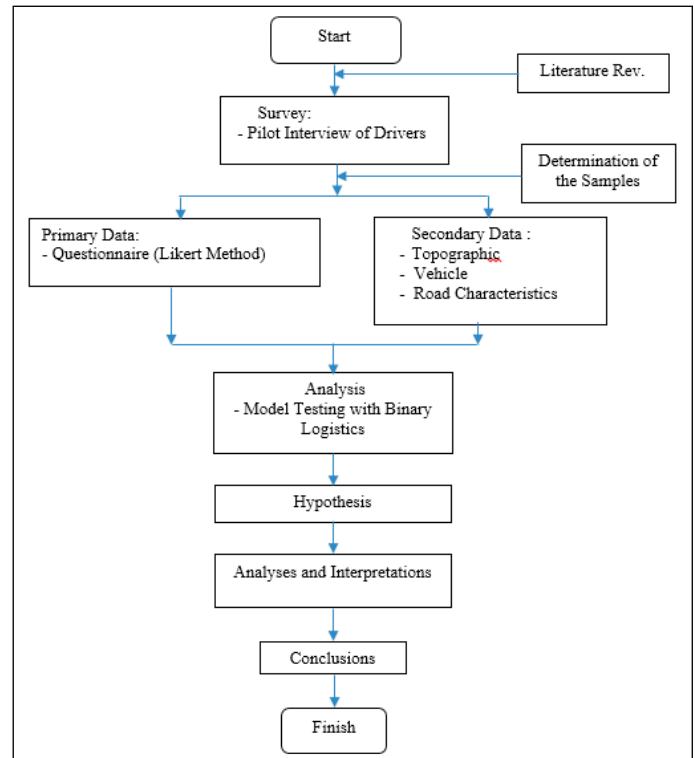 Start
Literature Rev.
Survey:
- Pilot Interview of Drivers
Determination of
the Samples
Primary Data:
- Questionnaire (Likert Method)
Secondary Data :
- Topographic
- Vehicle
- Road Characteristics
Analysis
- Model Testing with Binary
Logistics
Hypothesis
Analyses and Interpretations
Conclusions
Finish